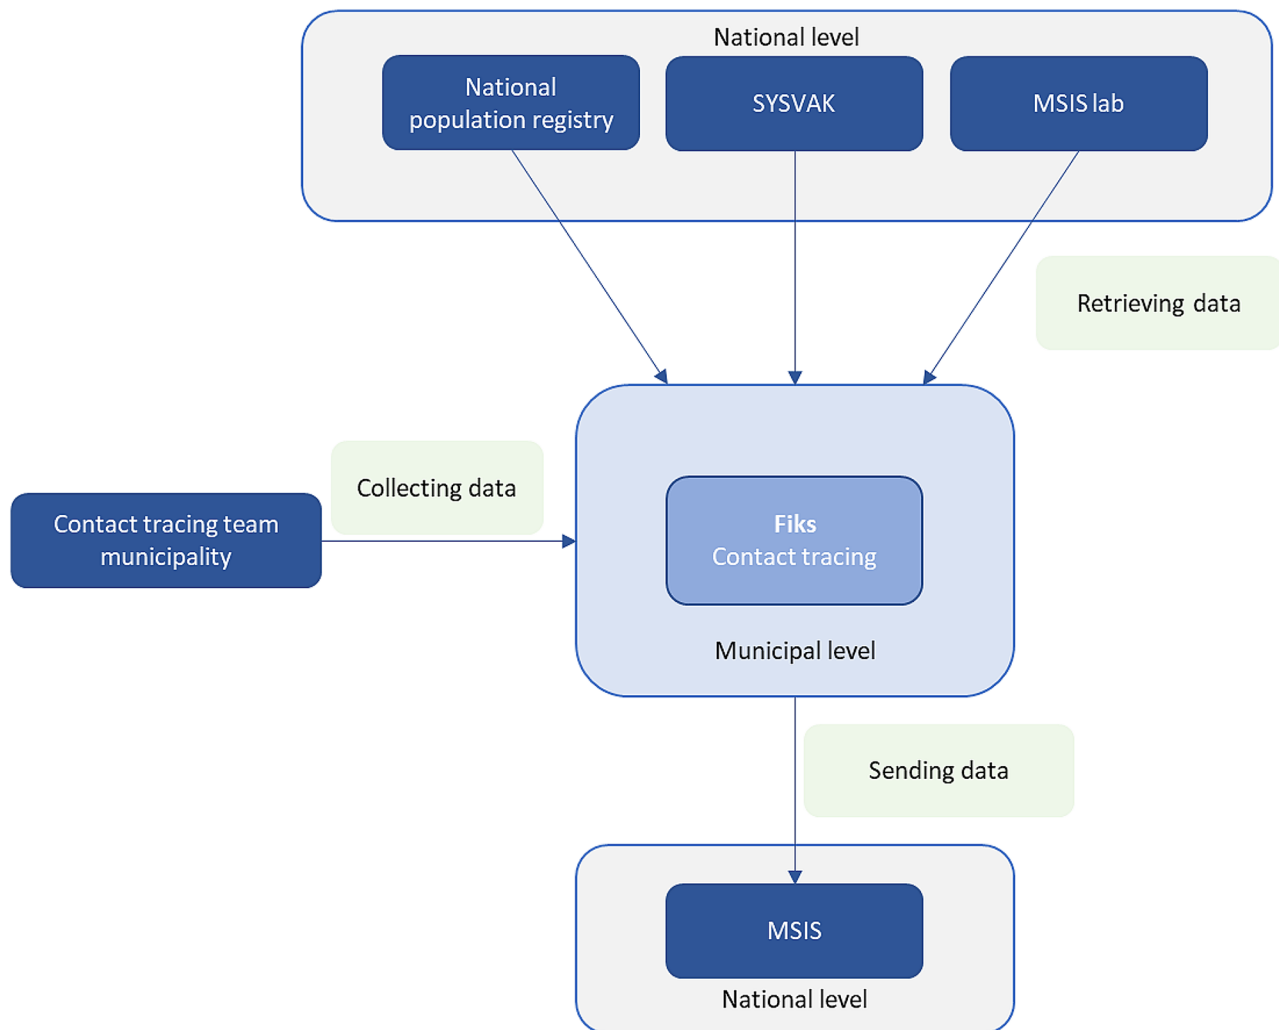 National level
National
population registry
SYSVAK
MSIS lab
Retrieving data
Collecting data
Contact tracing team
municipality
Fiks
Contact tracing
Municipal level
Sending data
MSIS
National level